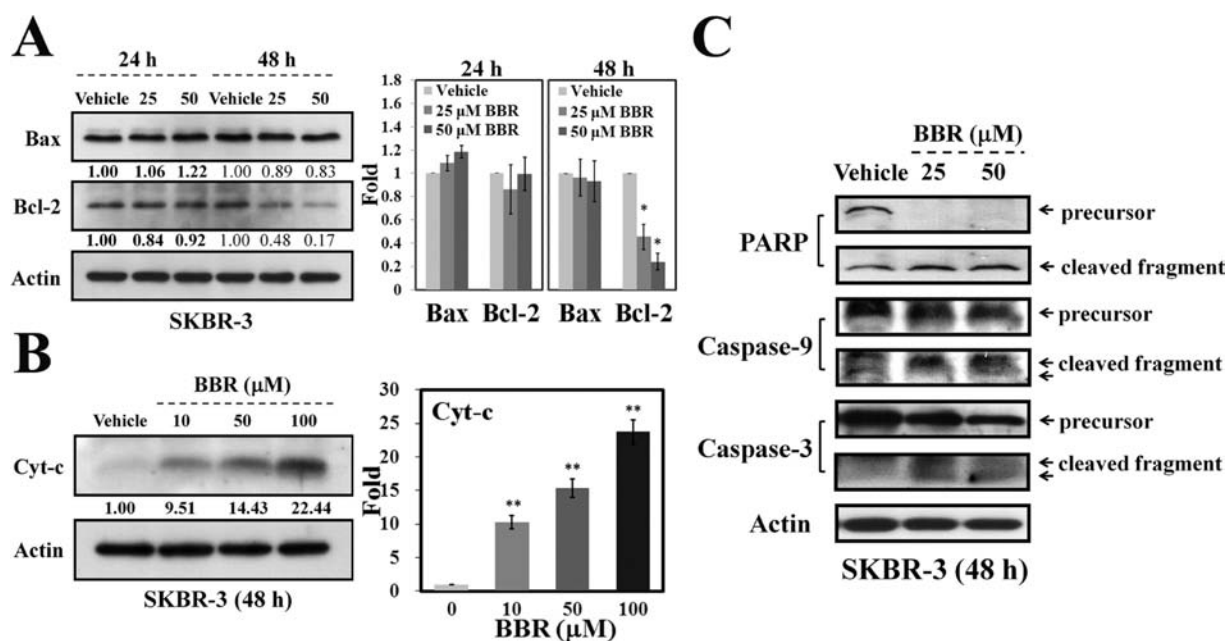 A
24 h 48 h
Vehicle 25 50 Vehicle 25 50
Bax
1.00 1.06 1.22 1.00 0.89 0.83
Bcl-2
1.00 0.84 0.92 1.00 0.48 0.17
Actin
SKBR-3
24 h 48 h
Fold
1.8
1.6
1.4
1.2
1
0.8
0.6
0.4
0.2
0
Vehicle
25 μM BBR
50 μM BBR
Vehicle
25 μM BBR
50 μM BBR
*
*
Bax Bcl-2 Bax Bcl-2
B
BBR (μM)
Vehicle 10 50 100
Cyt-c
1.00 9.51 14.43 22.44
Actin
SKBR-3 (48 h)
Cyt-c
Fold
30
25
20
15
10
5
0
**
**
**
0 10 50 100
BBR (μM)
C
BBR (μM)
Vehicle 25 50
PARP
precursor
cleaved fragment
Caspase-9
precursor
cleaved fragment
Caspase-3
precursor
cleaved fragment
Actin
SKBR-3 (48 h)